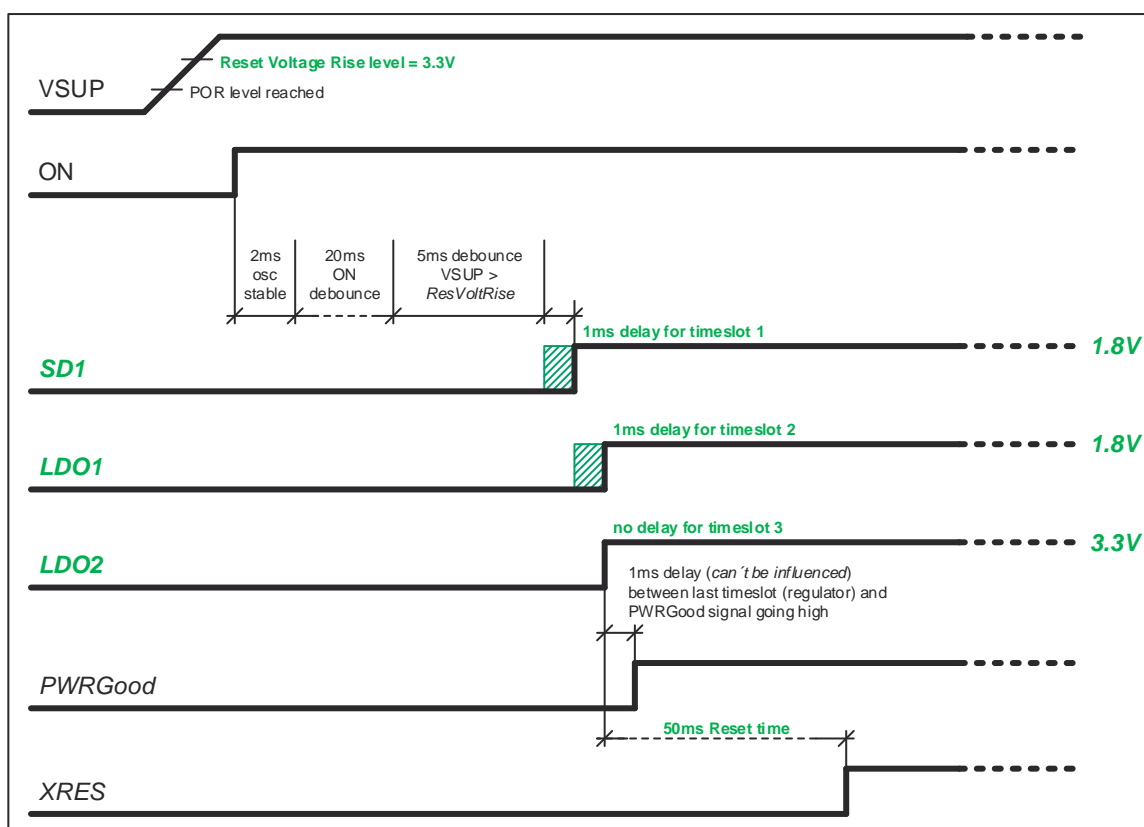 Reset Voltage Rise level = 3.3V
VSUP
POR level reached
ON
2ms
osc
stable
20ms
ON
debounce
5ms debounce
VSUP >
ResVoltRise
1ms delay for timeslot 1
SD1
1.8V
1ms delay for timeslot 2
LDO1
1.8V
no delay for timeslot 3
LDO2
3.3V
1ms delay (can´t be influenced)
between last timeslot (regulator) and
PWRGood signal going high
PWRGood
50ms Reset time
XRES